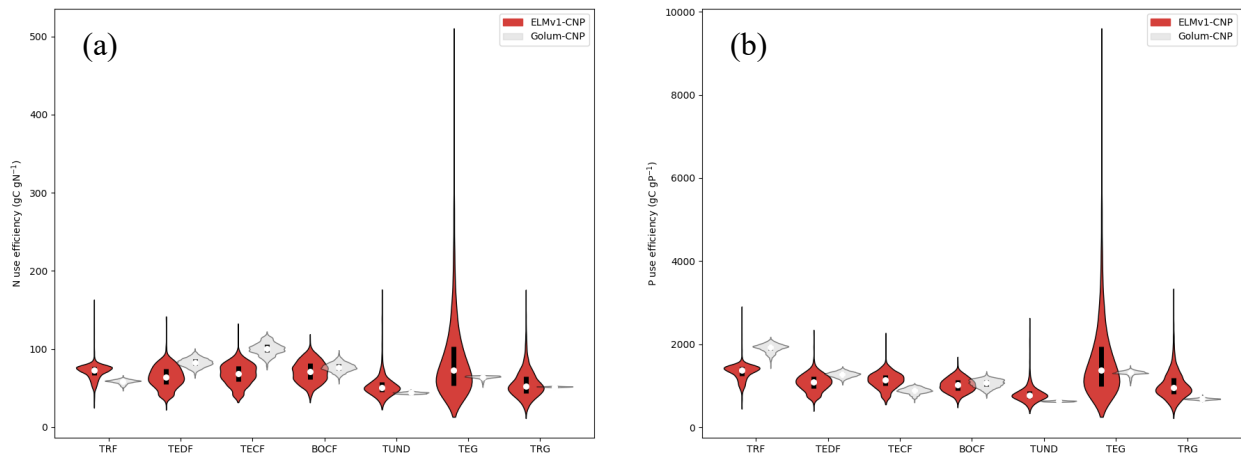 (a)
ELMv1-CNP
Golum-CNP
N use efficiency (gC gN⁻¹)
500
400
300
200
100
0
TRF TEDF TECF BOCF TUND TEG TRG
(b)
ELMv1-CNP
Golum-CNP
P use efficiency (gC gP⁻¹)
10000
8000
6000
4000
2000
0
TRF TEDF TECF BOCF TUND TEG TRG